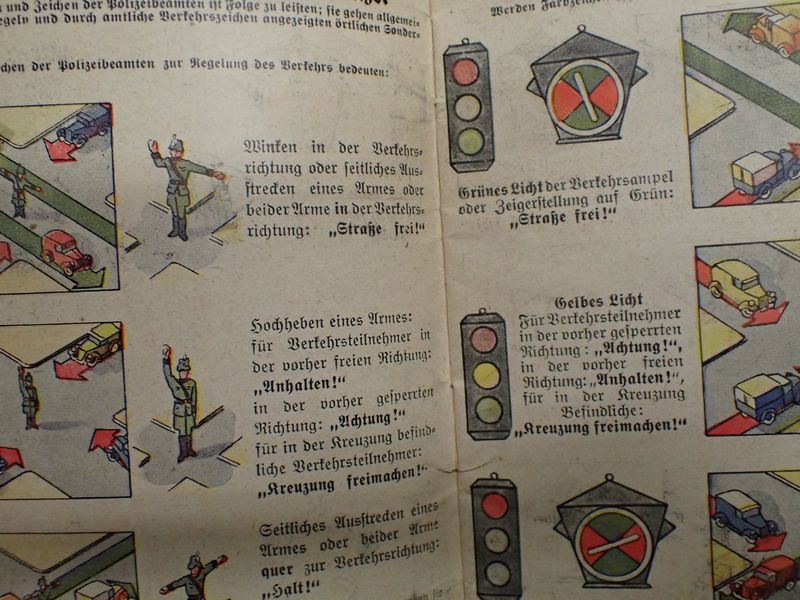 und Zeichen der Polizeibeamten ist Folge zu leisten; sie gehen allgemei-
egeln und durch amtliche Verkehrszeichen angezeigten örtlichen Sonder-
chen der Polizeibeamten zur Regelung des Verkehrs bedeuten:
Winken in der Verkehrs-
richtung oder seitliches Aus-
strecken eines Armes oder
beider Arme in der Verkehrs-
richtung: „Straße frei!“
Hochheben eines Armes:
für Verkehrsteilnehmer in
der vorher freien Richtung:
„Anhalten!“
in der vorher gesperrten
Richtung: „Achtung!“
für in der Kreuzung befind-
liche Verkehrsteilnehmer:
„Kreuzung freimachen!“
Seitliches Ausstrecken eines
Armes oder beider Arme
quer zur Verkehrsrichtung:
„Halt!“
Werden Farbzeichen
Grünes Licht der Verkehrsampel
oder Zeigerstellung auf Grün:
„Straße frei!“
Gelbes Licht
Für Verkehrsteilnehmer
in der vorher gesperrten
Richtung: „Achtung!“,
in der vorher freien
Richtung: „Anhalten!“,
für in der Kreuzung
Befindliche:
„Kreuzung freimachen!“